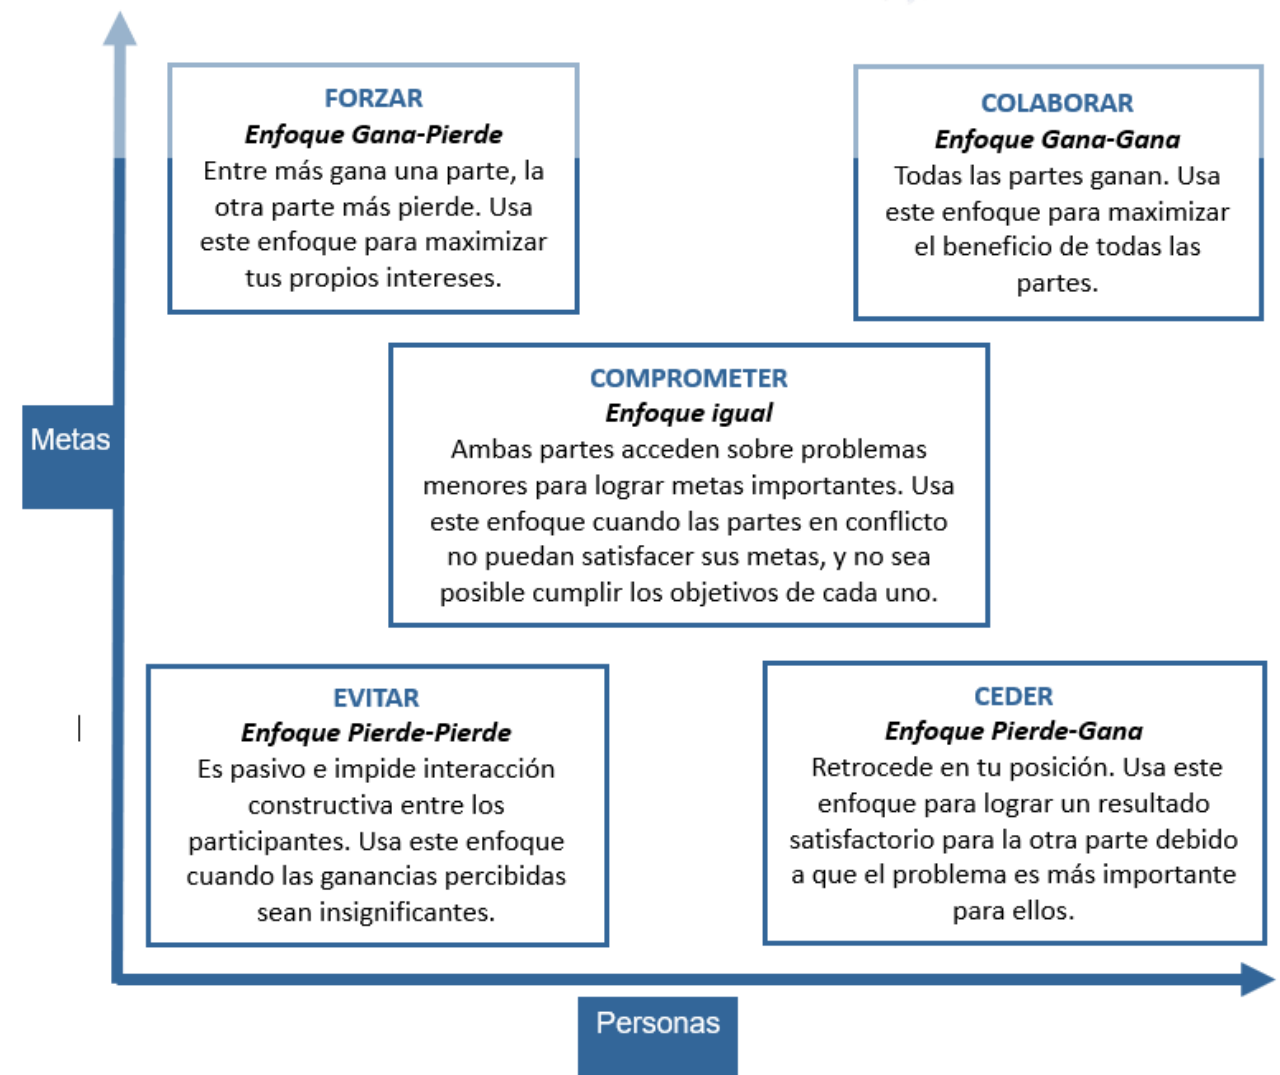 FORZAR
Enfoque Gana-Pierde
Entre más gana una parte, la
otra parte más pierde. Usa
este enfoque para maximizar
tus propios intereses.
COLABORAR
Enfoque Gana-Gana
Todas las partes ganan. Usa
este enfoque para maximizar
el beneficio de todas las
partes.
COMPROMETER
Enfoque igual
Ambas partes acceden sobre problemas
menores para lograr metas importantes. Usa
este enfoque cuando las partes en conflicto
no puedan satisfacer sus metas, y no sea
posible cumplir los objetivos de cada uno.
Metas
EVITAR
Enfoque Pierde-Pierde
Es pasivo e impide interacción
constructiva entre los
participantes. Usa este enfoque
cuando las ganancias percibidas
sean insignificantes.
CEDER
Enfoque Pierde-Gana
Retrocede en tu posición. Usa este
enfoque para lograr un resultado
satisfactorio para la otra parte debido
a que el problema es más importante
para ellos.
Personas